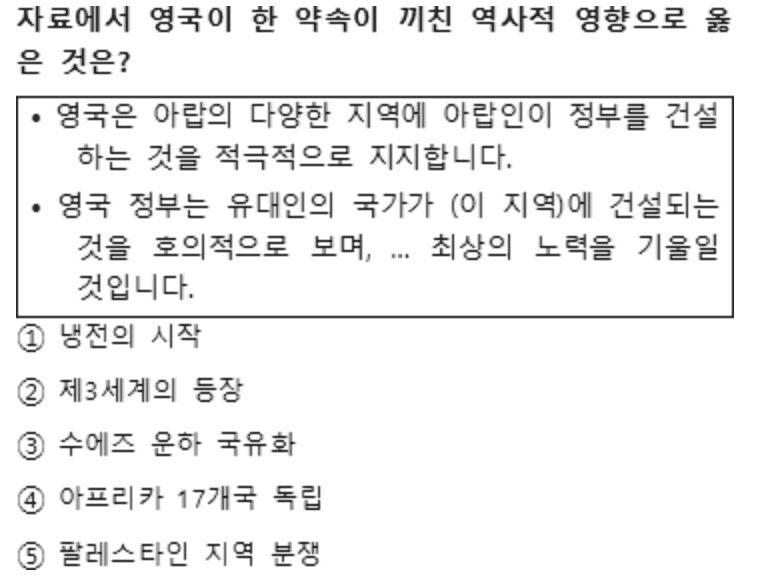 자료에서 영국이 한 약속이 끼친 역사적 영향으로 옳
은 것은?
• 영국은 아랍의 다양한 지역에 아랍인이 정부를 건설
하는 것을 적극적으로 지지합니다.
• 영국 정부는 유대인의 국가가 (이 지역)에 건설되는
것을 호의적으로 보며, ... 최상의 노력을 기울일
것입니다.
① 냉전의 시작
② 제3세계의 등장
③ 수에즈 운하 국유화
④ 아프리카 17개국 독립
⑤ 팔레스타인 지역 분쟁